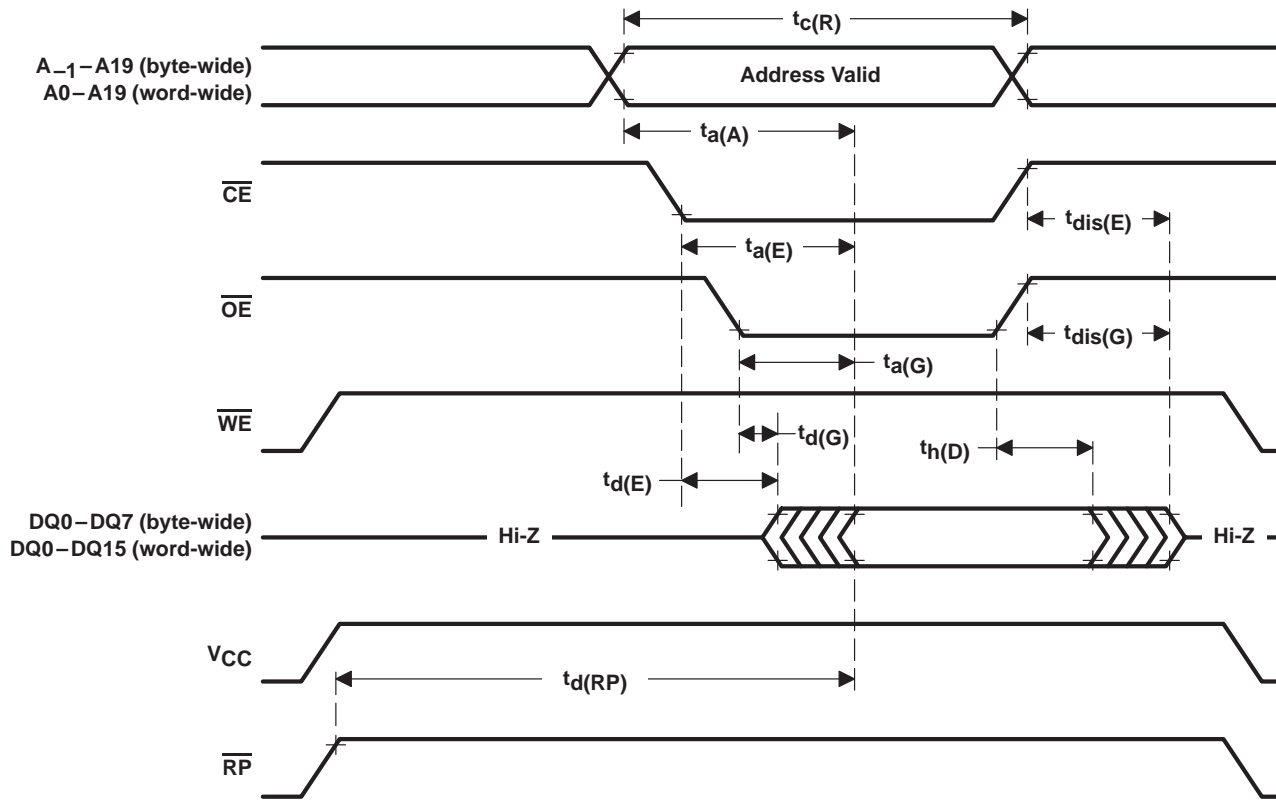 tc(R)
A–1–A19 (byte-wide)
A0–A19 (word-wide)
Address Valid
ta(A)
CE
tdis(E)
ta(E)
OE
tdis(G)
ta(G)
WE
td(G)
th(D)
td(E)
DQ0–DQ7 (byte-wide)
DQ0–DQ15 (word-wide)
Hi-Z
Hi-Z
VCC
td(RP)
RP